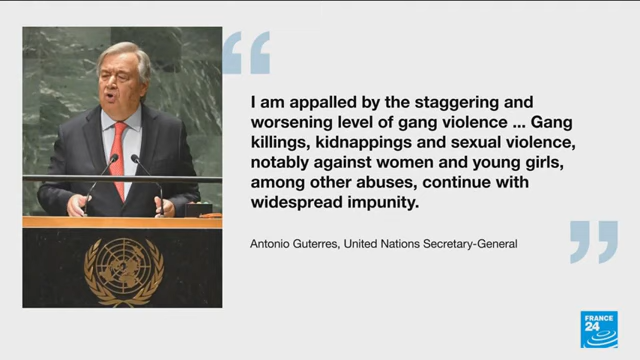 I am appalled by the staggering and
worsening level of gang violence ... Gang
killings, kidnappings and sexual violence,
notably against women and young girls,
among other abuses, continue with
widespread impunity.
Antonio Guterres, United Nations Secretary-General
FRANCE
24